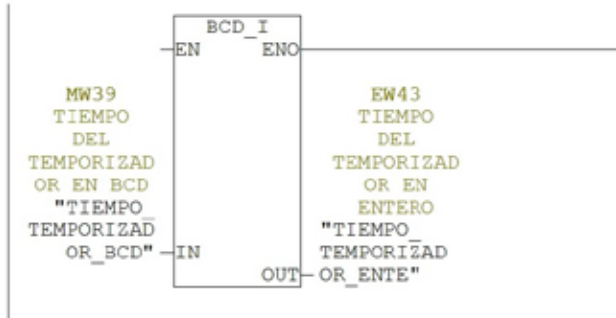 BCD_I
EN ENO
MW39
TIEMPO
DEL
TEMPORIZAD
OR EN BCD
"TIEMPO_
TEMPORIZAD
OR_BCD"
IN
EW43
TIEMPO
DEL
TEMPORIZAD
OR EN
ENTERO
"TIEMPO_
TEMPORIZAD
OR_ENTE"
OUT